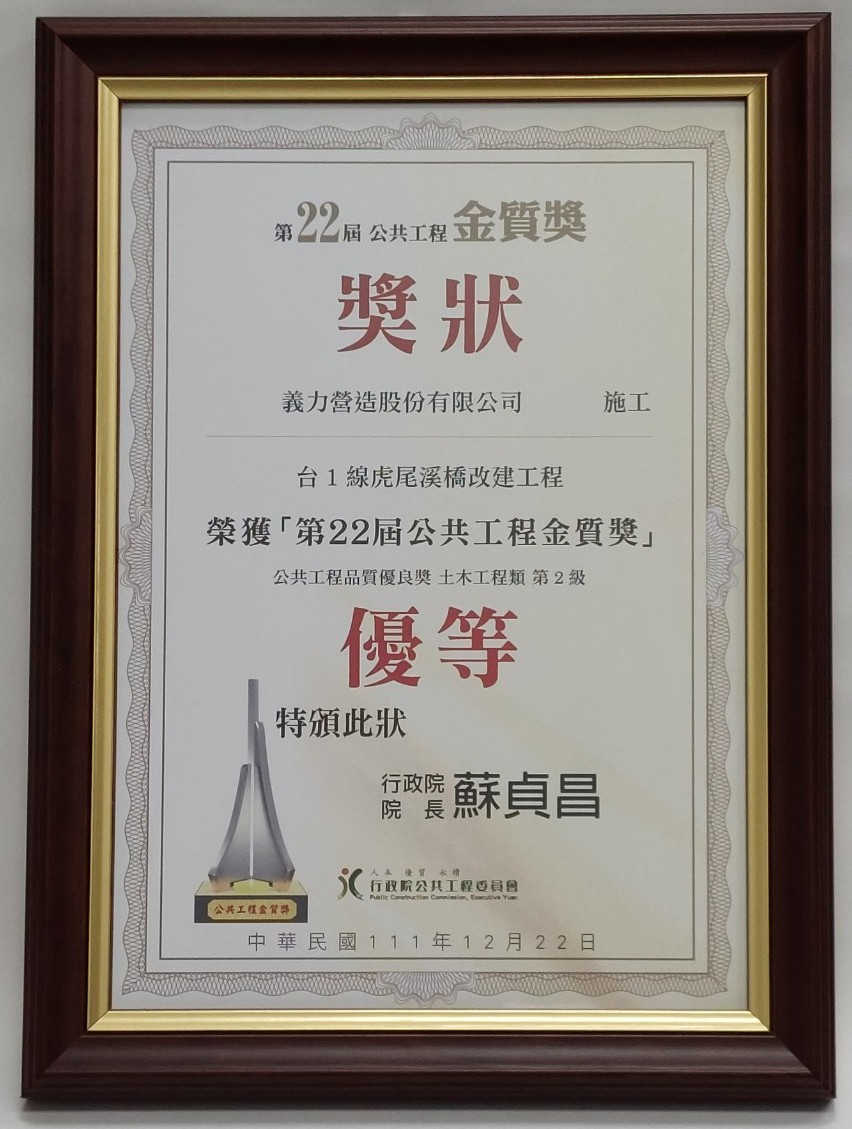 第22屆 公共工程 金質獎
獎狀
義力營造股份有限公司 施工
台1線虎尾溪橋改建工程
榮獲「第22屆公共工程金質獎」
公共工程品質優良獎 土木工程類 第2級
優等
特頒此狀
行政院
院長 蘇貞昌
人本 優質 永續
行政院公共工程委員會
Public Construction Commission, Executive Yuan
公共工程金質獎
中華民國111年12月22日